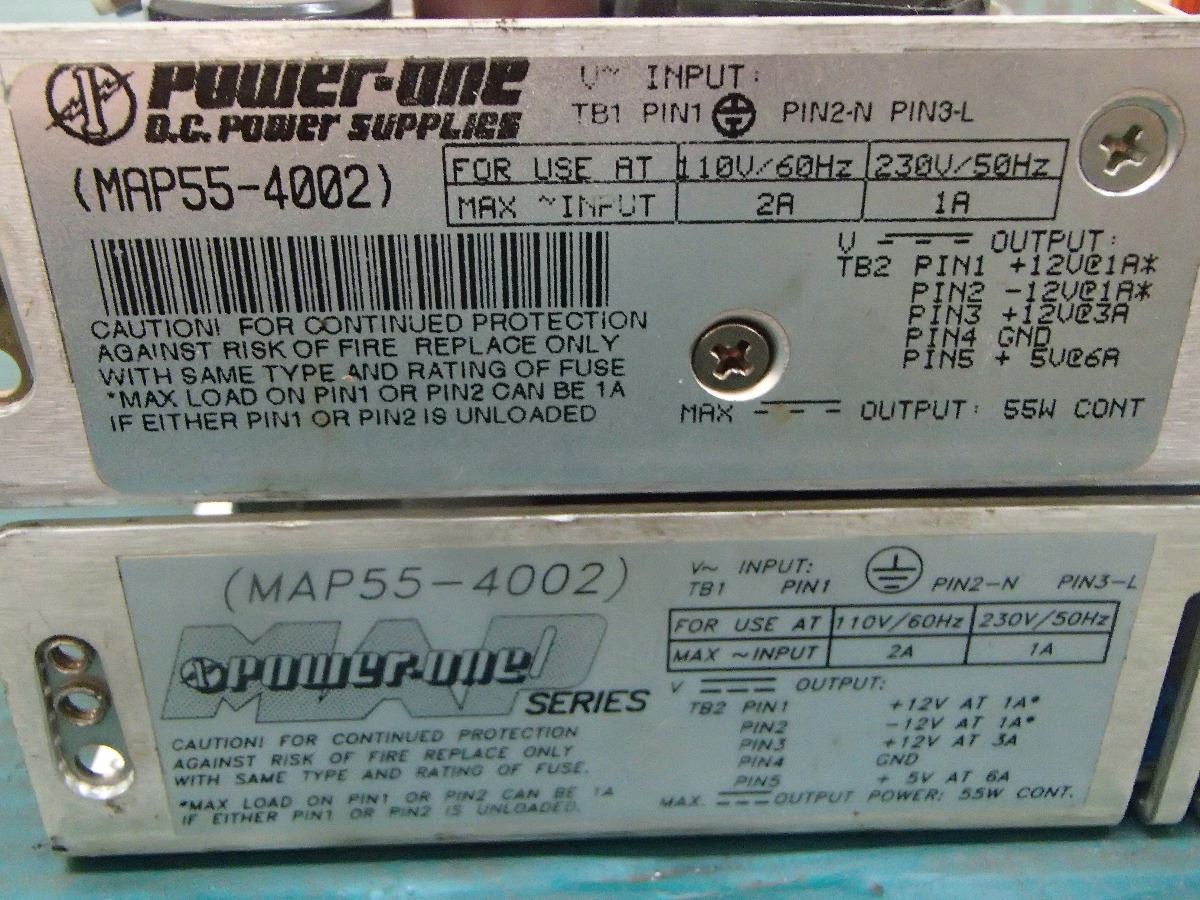 POWER-ONE
D.C. POWER SUPPLIES
(MAP55-4002)
V~ INPUT:
TB1 PIN1 PIN2-N PIN3-L
FOR USE AT 110V/60Hz 230V/50Hz
MAX ~INPUT 2A 1A
V OUTPUT:
TB2 PIN1 +12V@1A*
PIN2 -12V@1A*
PIN3 +12V@3A
PIN4 GND
PIN5 + 5V@6A
MAX OUTPUT: 55W CONT
CAUTION! FOR CONTINUED PROTECTION
AGAINST RISK OF FIRE REPLACE ONLY
WITH SAME TYPE AND RATING OF FUSE
*MAX LOAD ON PIN1 OR PIN2 CAN BE 1A
IF EITHER PIN1 OR PIN2 IS UNLOADED
(MAP55-4002)
MAP
POWER-ONE
SERIES
CAUTION! FOR CONTINUED PROTECTION
AGAINST RISK OF FIRE REPLACE ONLY
WITH SAME TYPE AND RATING OF FUSE.
*MAX LOAD ON PIN1 OR PIN2 CAN BE 1A
IF EITHER PIN1 OR PIN2 IS UNLOADED.
V~ INPUT:
TB1 PIN1 PIN2-N PIN3-L
FOR USE AT 110V/60Hz 230V/50Hz
MAX ~INPUT 2A 1A
V OUTPUT:
TB2 PIN1 +12V AT 1A*
PIN2 -12V AT 1A*
PIN3 +12V AT 3A
PIN4 GND
PIN5 + 5V AT 6A
MAX. OUTPUT POWER: 55W CONT.